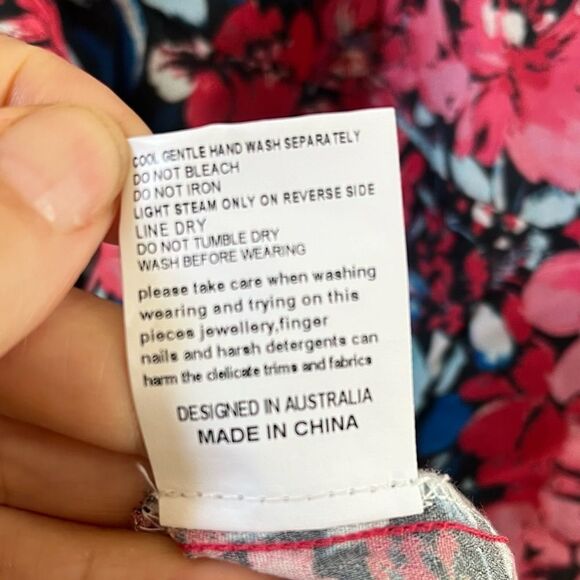 COOL GENTLE HAND WASH SEPARATELY
DO NOT BLEACH
DO NOT IRON
LIGHT STEAM ONLY ON REVERSE SIDE
LINE DRY
DO NOT TUMBLE DRY
WASH BEFORE WEARING
please take care when washing
wearing and trying on this
pieces jewellery,finger
nails and harsh detergents can
harm the clelicate trims and fabrics
DESIGNED IN AUSTRALIA
MADE IN CHINA